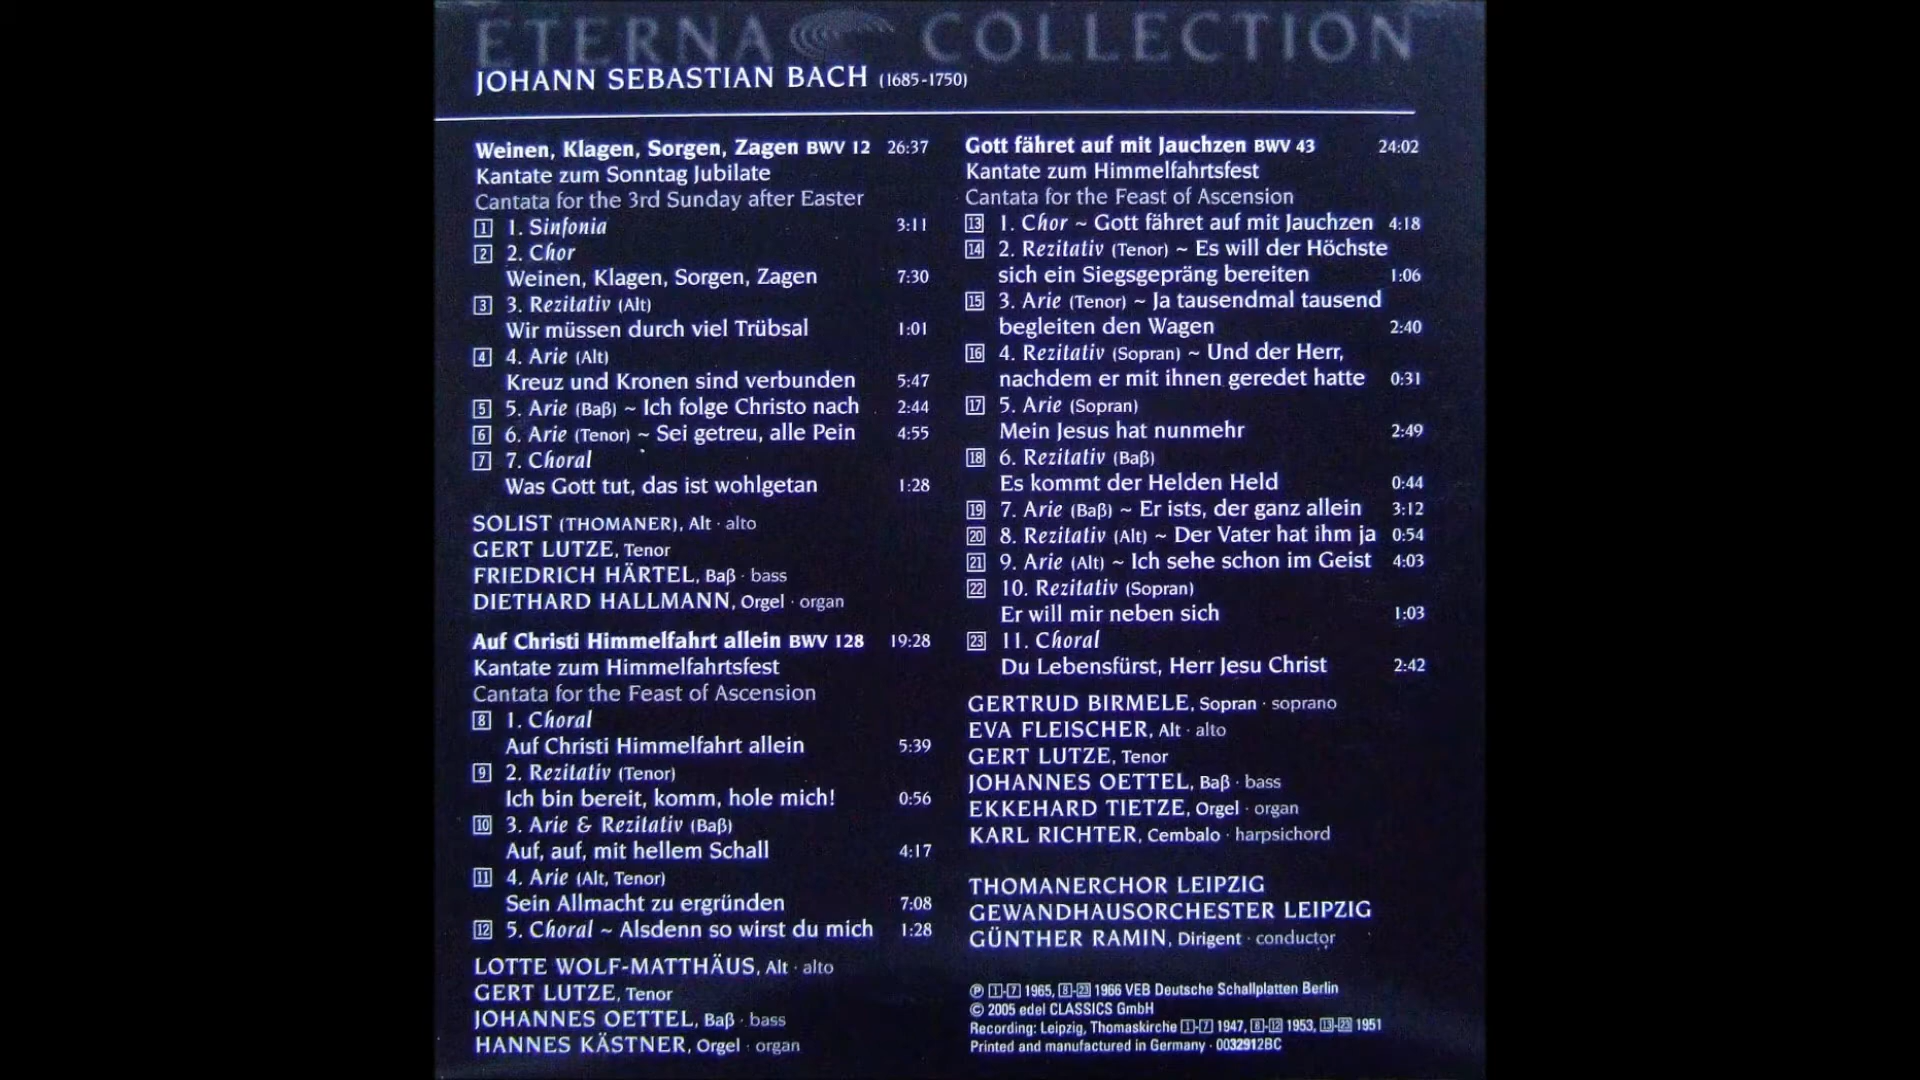 ETERNA COLLECTION
JOHANN SEBASTIAN BACH (1685-1750)
Weinen, Klagen, Sorgen, Zagen BWV 12 26:37
Kantate zum Sonntag Jubilate
Cantata for the 3rd Sunday after Easter
1 1. Sinfonia 3:11
2 2. Chor
Weinen, Klagen, Sorgen, Zagen 7:30
3 3. Rezitativ (Alt)
Wir müssen durch viel Trübsal 1:01
4 4. Arie (Alt)
Kreuz und Kronen sind verbunden 5:47
5 5. Arie (Baß) ~ Ich folge Christo nach 2:44
6 6. Arie (Tenor) ~ Sei getreu, alle Pein 4:55
7 7. Choral
Was Gott tut, das ist wohlgetan 1:28
SOLIST (THOMANER), Alt · alto
GERT LUTZE, Tenor
FRIEDRICH HÄRTEL, Baß · bass
DIETHARD HALLMANN, Orgel · organ
Auf Christi Himmelfahrt allein BWV 128 19:28
Kantate zum Himmelfahrtsfest
Cantata for the Feast of Ascension
8 1. Choral
Auf Christi Himmelfahrt allein 5:39
9 2. Rezitativ (Tenor)
Ich bin bereit, komm, hole mich! 0:56
10 3. Arie & Rezitativ (Baß)
Auf, auf, mit hellem Schall 4:17
11 4. Arie (Alt, Tenor)
Sein Allmacht zu ergründen 7:08
12 5. Choral ~ Alsdenn so wirst du mich 1:28
LOTTE WOLF-MATTHÄUS, Alt · alto
GERT LUTZE, Tenor
JOHANNES OETTEL, Baß · bass
HANNES KÄSTNER, Orgel · organ
Gott fähret auf mit Jauchzen BWV 43 24:02
Kantate zum Himmelfahrtsfest
Cantata for the Feast of Ascension
13 1. Chor ~ Gott fähret auf mit Jauchzen 4:18
14 2. Rezitativ (Tenor) ~ Es will der Höchste
sich ein Siegsgepräng bereiten 1:06
15 3. Arie (Tenor) ~ Ja tausendmal tausend
begleiten den Wagen 2:40
16 4. Rezitativ (Sopran) ~ Und der Herr,
nachdem er mit ihnen geredet hatte 0:31
17 5. Arie (Sopran)
Mein Jesus hat nunmehr 2:49
18 6. Rezitativ (Baß)
Es kommt der Helden Held 0:44
19 7. Arie (Baß) ~ Er ists, der ganz allein 3:12
20 8. Rezitativ (Alt) ~ Der Vater hat ihm ja 0:54
21 9. Arie (Alt) ~ Ich sehe schon im Geist 4:03
22 10. Rezitativ (Sopran)
Er will mir neben sich 1:03
23 11. Choral
Du Lebensfürst, Herr Jesu Christ 2:42
GERTRUD BIRMELE, Sopran · soprano
EVA FLEISCHER, Alt · alto
GERT LUTZE, Tenor
JOHANNES OETTEL, Baß · bass
EKKEHARD TIETZE, Orgel · organ
KARL RICHTER, Cembalo · harpsichord
THOMANERCHOR LEIPZIG
GEWANDHAUSORCHESTER LEIPZIG
GÜNTHER RAMIN, Dirigent · conductor
℗ 1-7 1965, 8-23 1966 VEB Deutsche Schallplatten Berlin
© 2005 edel CLASSICS GmbH
Recording: Leipzig, Thomaskirche 1-7 1947, 8-12 1953, 13-23 1951
Printed and manufactured in Germany · 0032912BC